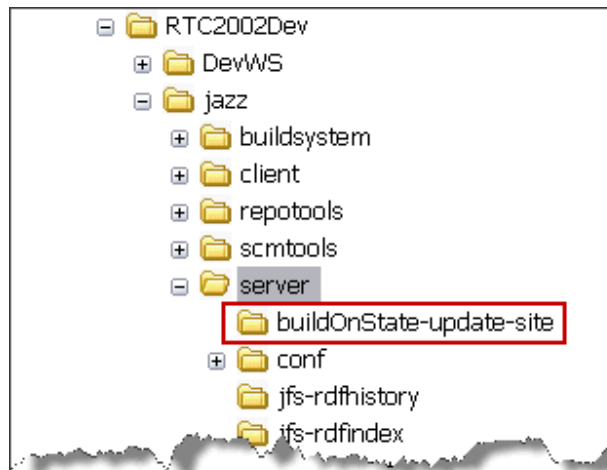 RTC2002Dev
DevWS
jazz
buildsystem
client
repotools
scmtools
server
buildOnState-update-site
conf
jfs-rdfhistory
jfs-rdfindex